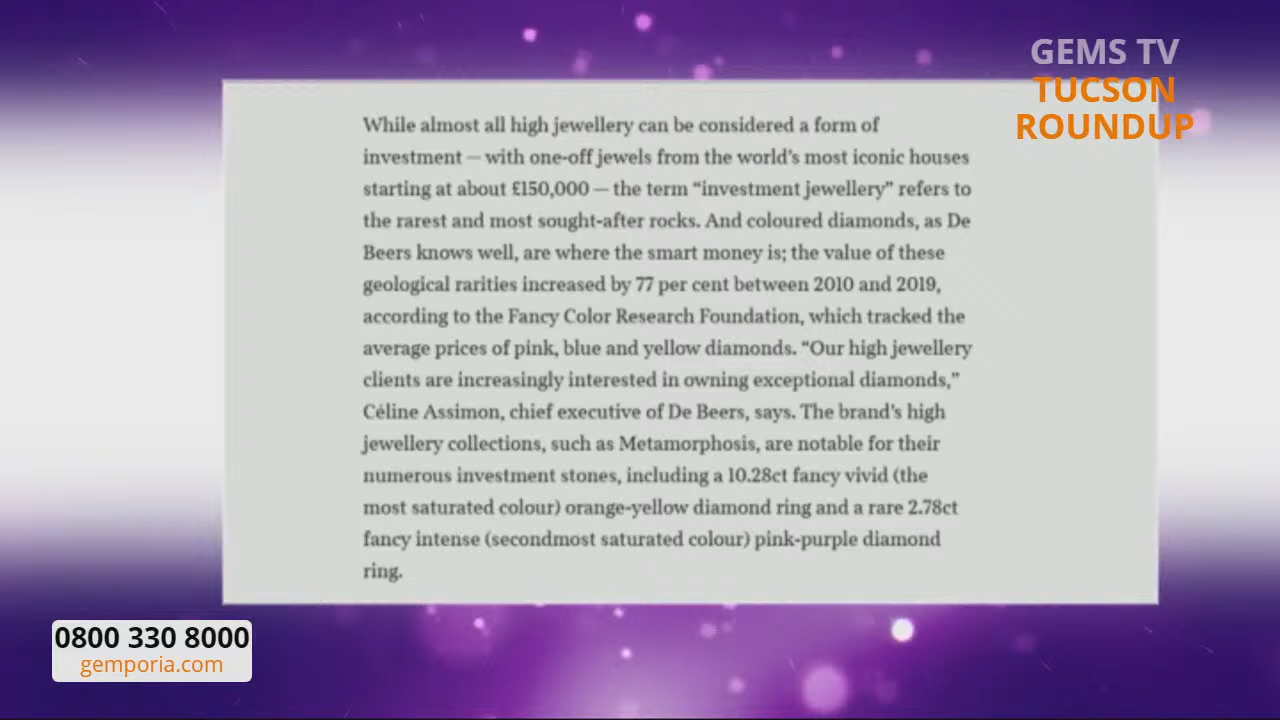 GEMS TV
TUCSON
ROUNDUP
While almost all high jewellery can be considered a form of
investment — with one-off jewels from the world's most iconic houses
starting at about £150,000 — the term “investment jewellery” refers to
the rarest and most sought-after rocks. And coloured diamonds, as De
Beers knows well, are where the smart money is; the value of these
geological rarities increased by 77 per cent between 2010 and 2019,
according to the Fancy Color Research Foundation, which tracked the
average prices of pink, blue and yellow diamonds. “Our high jewellery
clients are increasingly interested in owning exceptional diamonds,”
Céline Assimon, chief executive of De Beers, says. The brand's high
jewellery collections, such as Metamorphosis, are notable for their
numerous investment stones, including a 10.28ct fancy vivid (the
most saturated colour) orange-yellow diamond ring and a rare 2.78ct
fancy intense (secondmost saturated colour) pink-purple diamond
ring.
0800 330 8000
gemporia.com